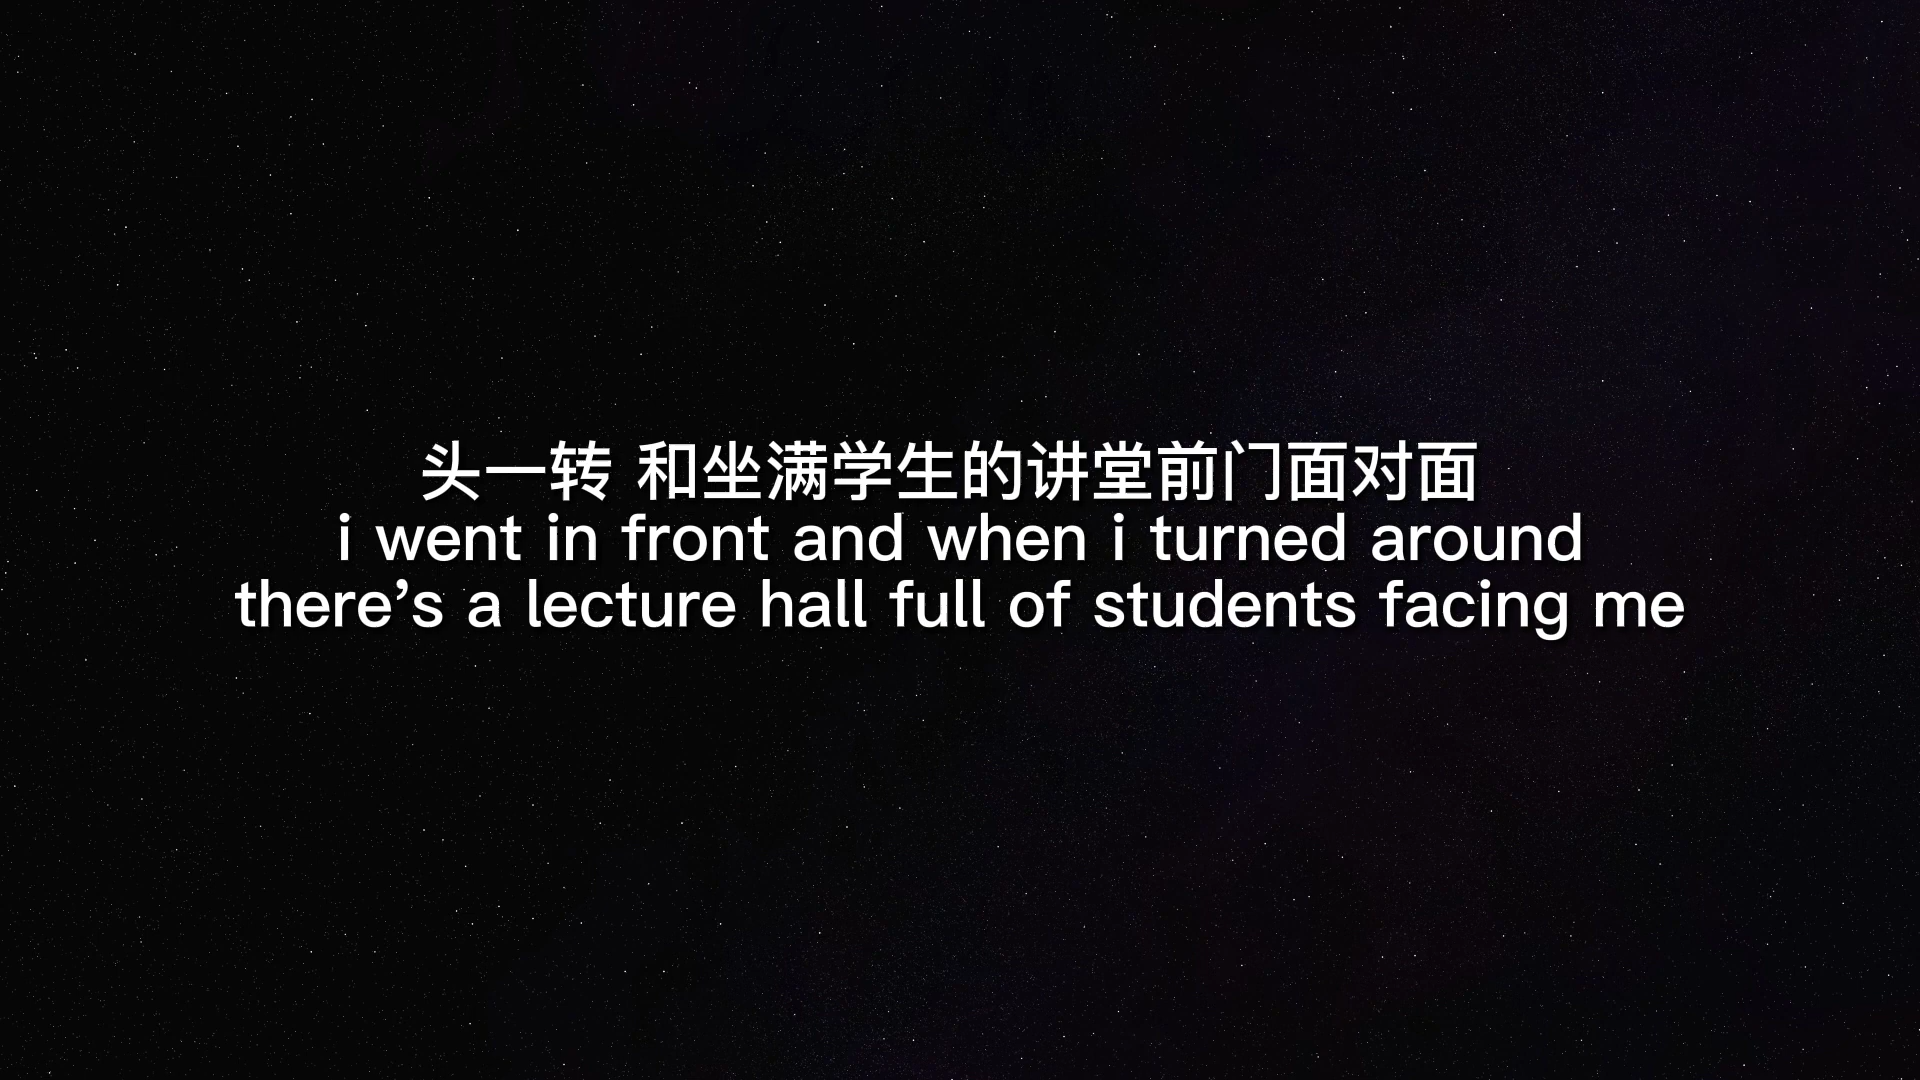 头一转 和坐满学生的讲堂前门面对面
i went in front and when i turned around
there’s a lecture hall full of students facing me